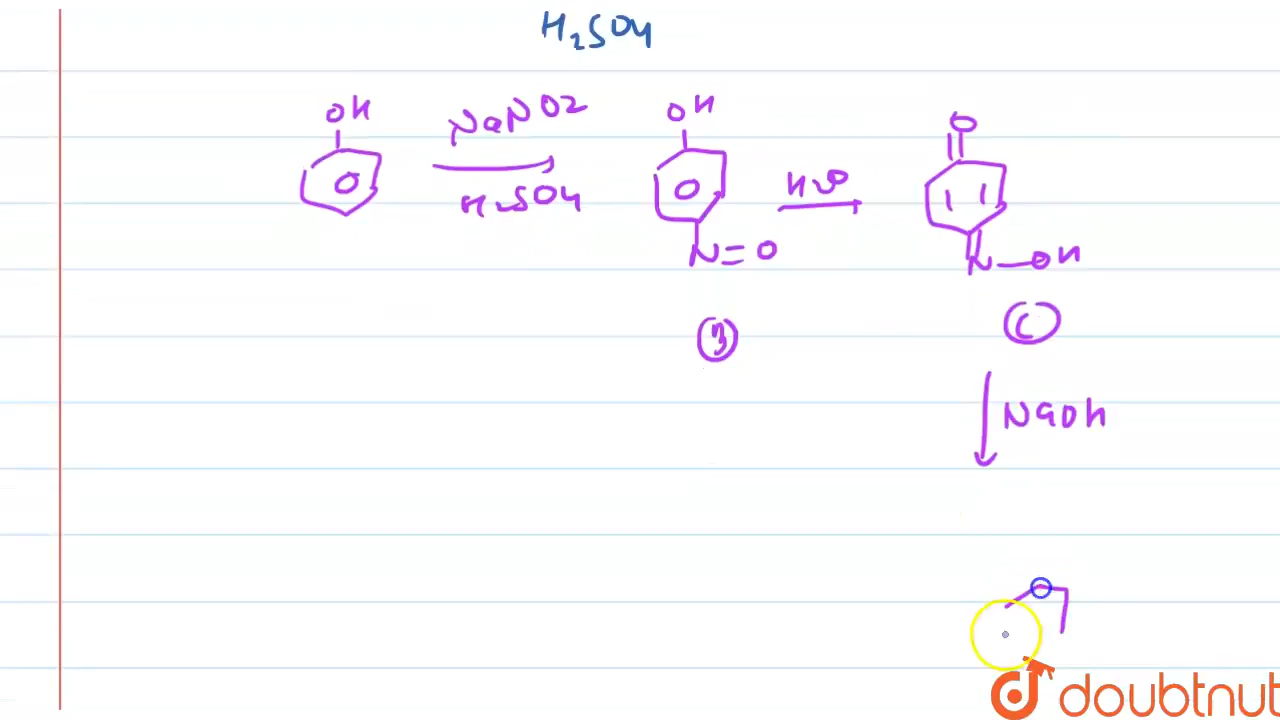 H₂SO₄
OH NaNO2 OH O
H₂SO₄ H₂O
N=O N-OH
B C
NaOH
doubtnut